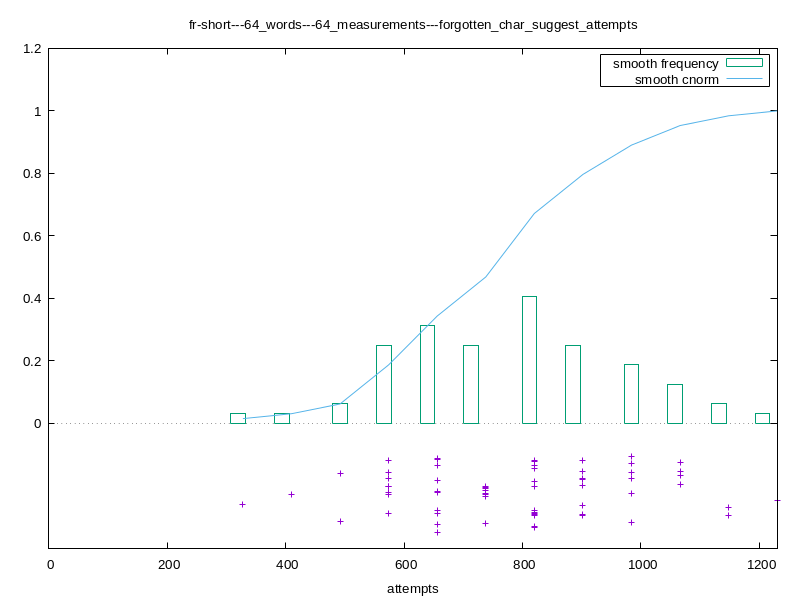 fr-short---64_words---64_measurements---forgotten_char_suggest_attempts
smooth frequency
smooth cnorm
1.2
1
0.8
0.6
0.4
0.2
0
0 200 400 600 800 1000 1200
attempts